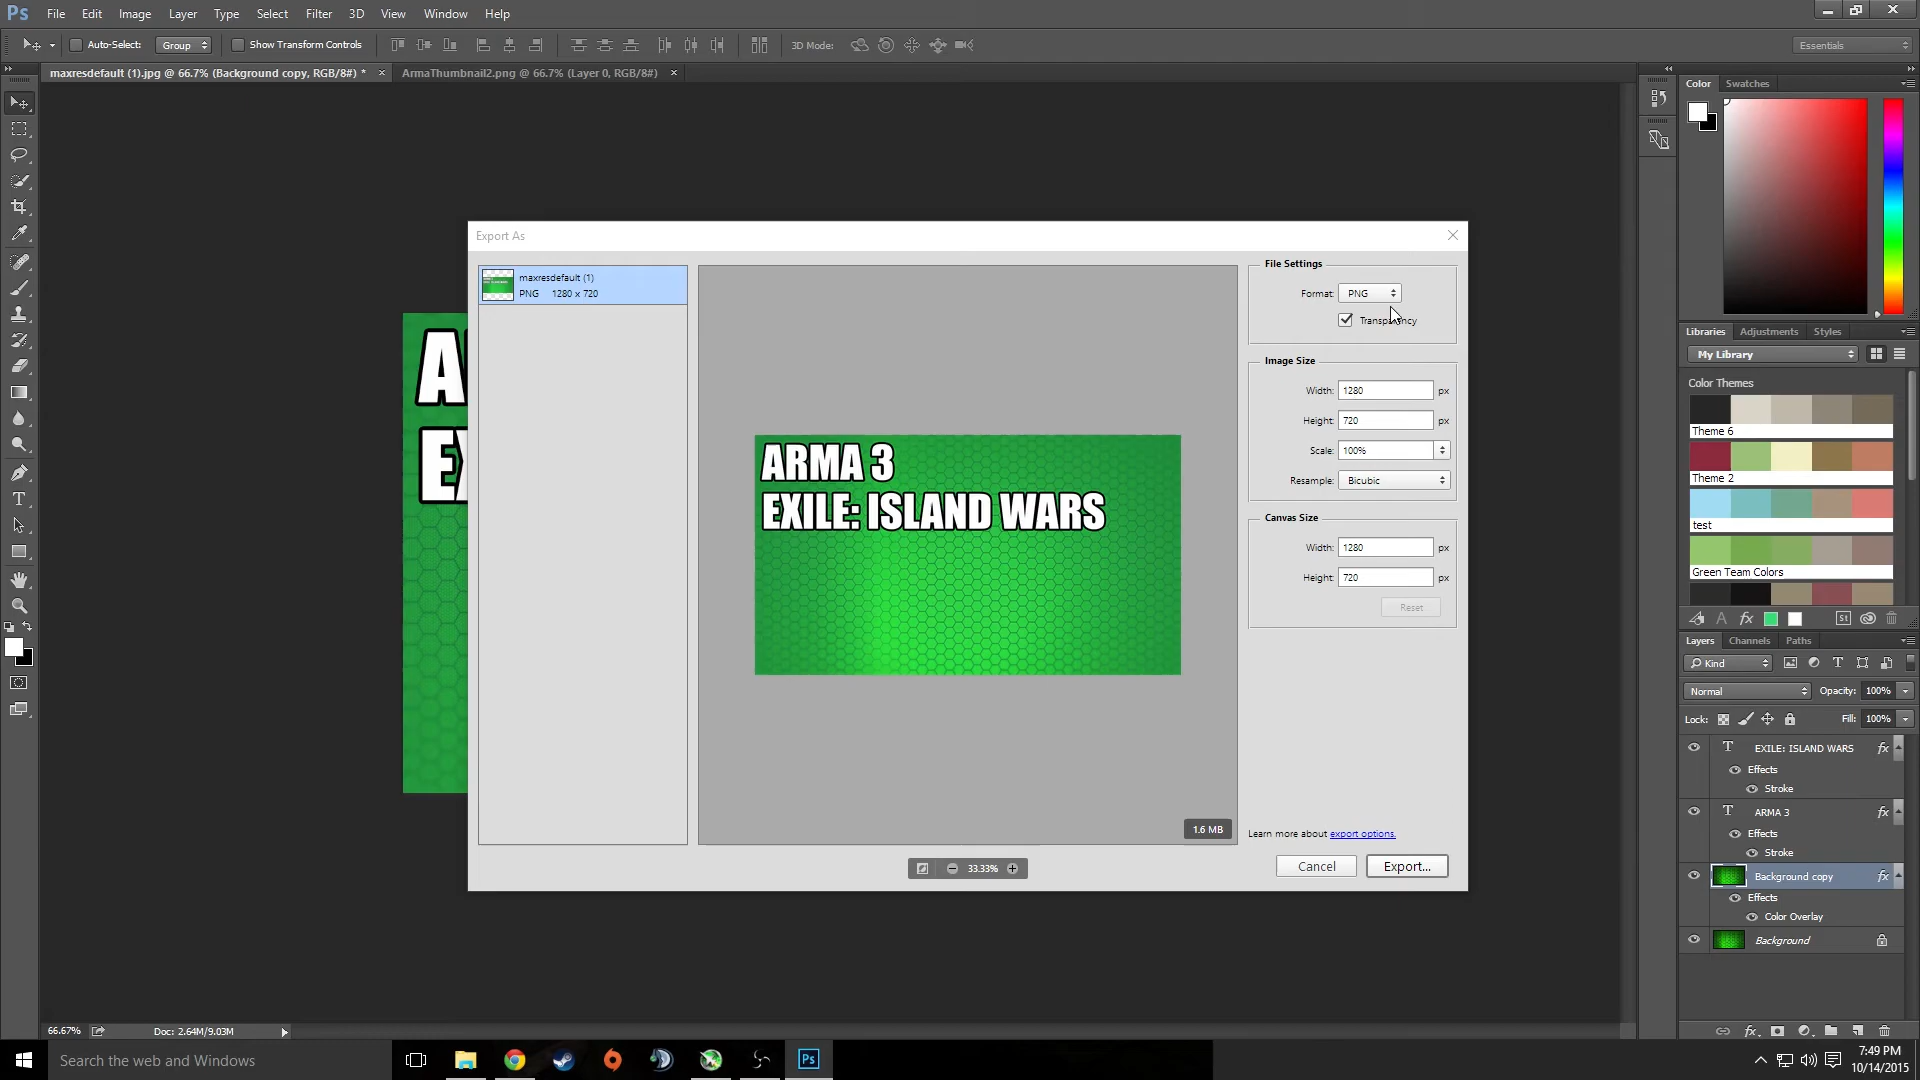 Ps File Edit Image Layer Type Select Filter 3D View Window Help
Auto-Select: Group Show Transform Controls 3D Mode: Essentials
maxresdefault (1).jpg @ 66.7% (Background copy, RGB/8#) * × ArmaThumbnail2.png @ 66.7% (Layer 0, RGB/8#) ×
Color Swatches
Export As
maxresdefault (1)
PNG 1280 x 720
ARMA 3
EXILE: ISLAND WARS
1.6 MB
33.33%
File Settings
Format: PNG
Transparency
Image Size
Width: 1280 px
Height: 720 px
Scale: 100%
Resample: Bicubic
Canvas Size
Width: 1280 px
Height: 720 px
Reset
Learn more about export options.
Cancel Export...
A
E
Libraries Adjustments Styles
My Library
Color Themes
Theme 6
Theme 2
test
Green Team Colors
A fx St
Layers Channels Paths
Kind T
Normal Opacity: 100%
Lock: Fill: 100%
T EXILE: ISLAND WARS fx
Effects
Stroke
T ARMA 3 fx
Effects
Stroke
Background copy fx
Effects
Color Overlay
Background
fx
66.67% Doc: 2.64M/9.03M
Search the web and Windows Ps
7:49 PM
10/14/2015